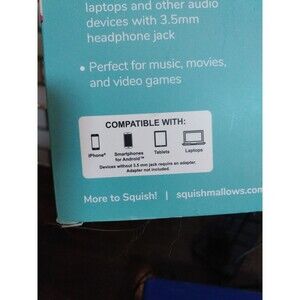 laptops and other audio
devices with 3.5mm
headphone jack
• Perfect for music, movies,
and video games
COMPATIBLE WITH:
iPhone® Smartphones Tablets Laptops
for Android™
Devices without 3.5 mm jack require an adapter.
Adapter not included.
More to Squish! | squishmallows.com